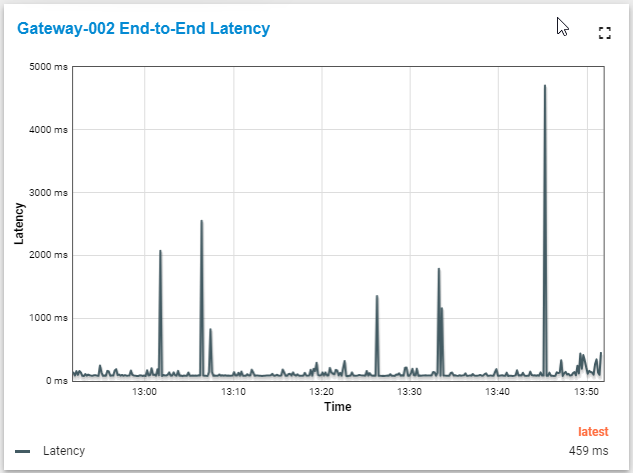 Gateway-002 End-to-End Latency
5000 ms
4000 ms
3000 ms
2000 ms
1000 ms
0 ms
Latency
13:00 13:10 13:20 13:30 13:40 13:50
Time
latest
Latency 459 ms